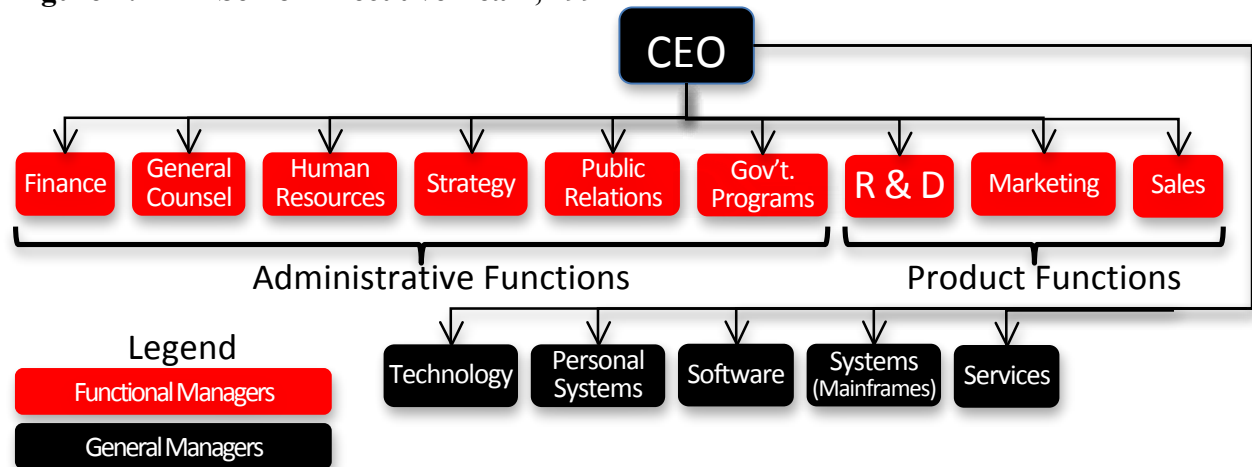 CEO
Finance
General
Counsel
Human
Resources
Strategy
Public
Relations
Gov't.
Programs
R & D
Marketing
Sales
Administrative Functions
Product Functions
Technology
Personal
Systems
Software
Systems
(Mainframes)
Services
Legend
Functional Managers
General Managers